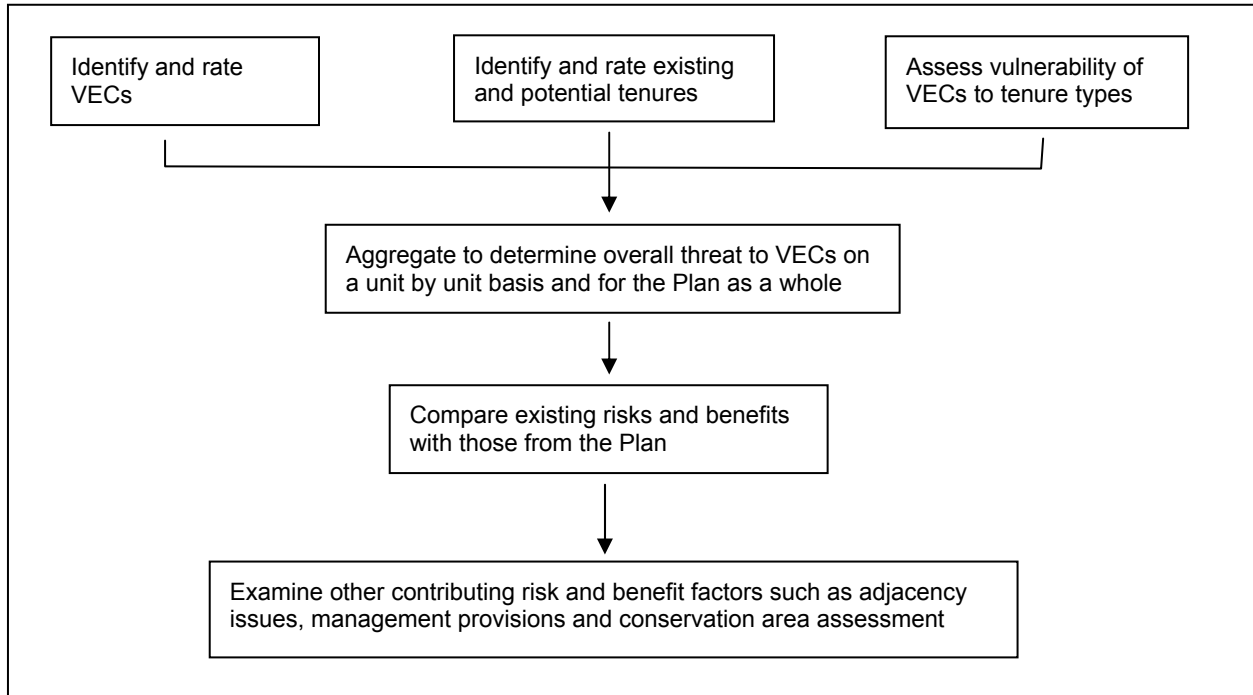 Identify and rate
VECs
Identify and rate existing
and potential tenures
Assess vulnerability of
VECs to tenure types
Aggregate to determine overall threat to VECs on
a unit by unit basis and for the Plan as a whole
Compare existing risks and benefits
with those from the Plan
Examine other contributing risk and benefit factors such as adjacency
issues, management provisions and conservation area assessment